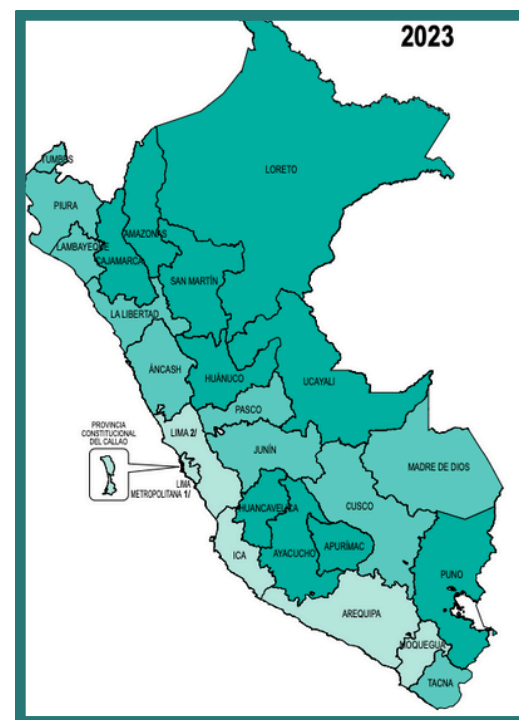 2023
LORETO
TUMBES
PIURA
AMAZONAS
LAMBAYEQUE
CAJAMARCA
SAN MARTÍN
LA LIBERTAD
ÁNCASH
HUÁNUCO
UCAYALI
PASCO
PROVINCIA
CONSTITUCIONAL
DEL CALLAO
LIMA 2/
JUNÍN
MADRE DE DIOS
LIMA
METROPOLITANA 1/
CUSCO
HUANCAVELICA
ICA
AYACUCHO
APURÍMAC
PUNO
AREQUIPA
MOQUEGUA
TACNA